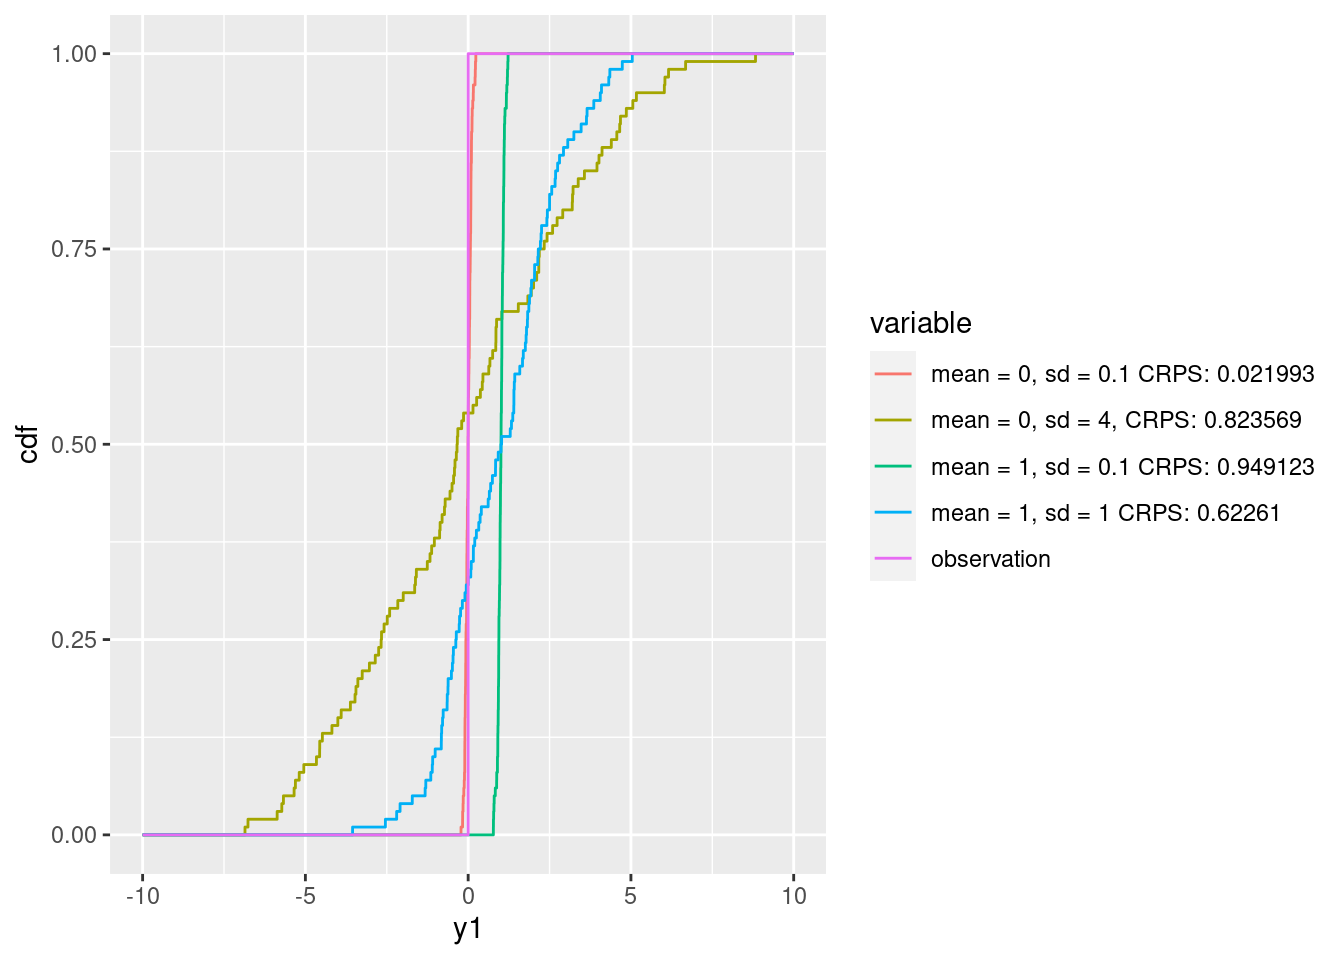 1.00
0.75
0.50
0.25
0.00
cdf
-10
-5
0
5
10
y1
variable
mean = 0, sd = 0.1 CRPS: 0.021993
mean = 0, sd = 4, CRPS: 0.823569
mean = 1, sd = 0.1 CRPS: 0.949123
mean = 1, sd = 1 CRPS: 0.62261
observation